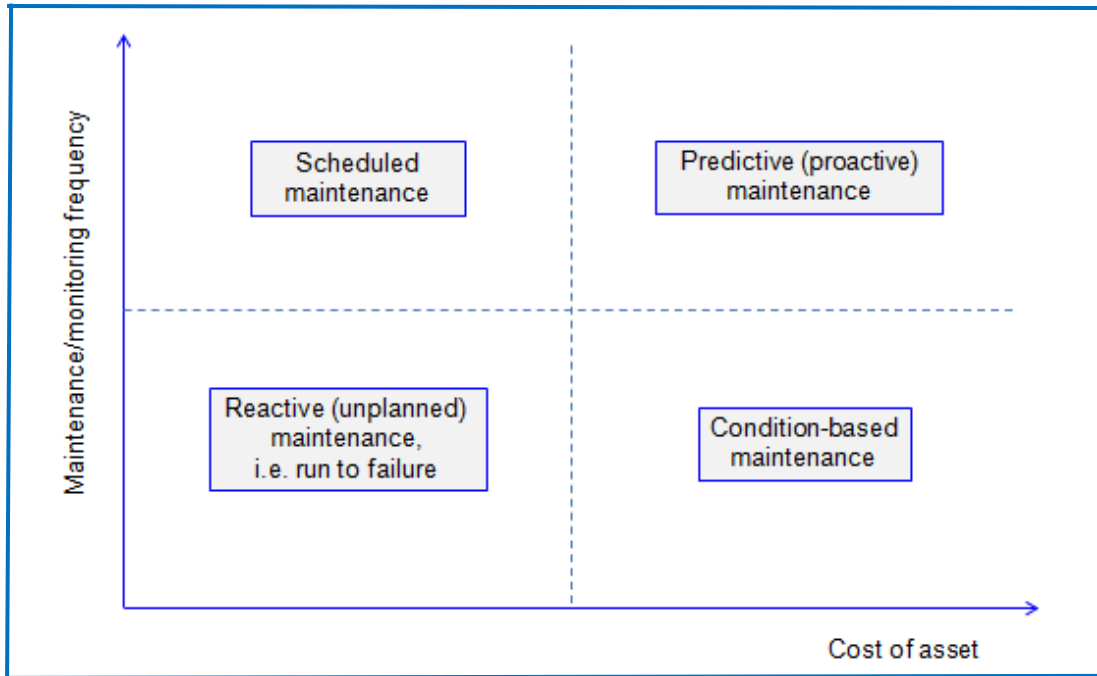 Maintenance/monitoring frequency
Scheduled
maintenance
Predictive (proactive)
maintenance
Reactive (unplanned)
maintenance,
i.e. run to failure
Condition-based
maintenance
Cost of asset